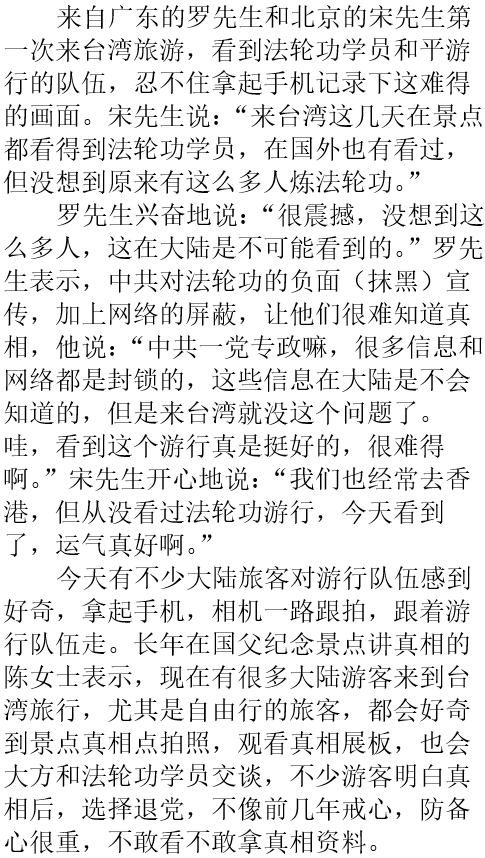 来自广东的罗先生和北京的宋先生第
一次来台湾旅游，看到法轮功学员和平游
行的队伍，忍不住拿起手机记录下这难得
的画面。宋先生说：“来台湾这几天在景点
都看得到法轮功学员，在国外也有看过，
但没想到原来有这么多人炼法轮功。”
罗先生兴奋地说：“很震撼，没想到这
么多人，这在大陆是不可能看到的。”罗先
生表示，中共对法轮功的负面（抹黑）宣
传，加上网络的屏蔽，让他们很难知道真
相，他说：“中共一党专政嘛，很多信息和
网络都是封锁的，这些信息在大陆是不会
知道的，但是来台湾就没这个问题了。
哇，看到这个游行真是挺好的，很难得
啊。”宋先生开心地说：“我们也经常去香
港，但从没看过法轮功游行，今天看到
了，运气真好啊。”
今天有不少大陆旅客对游行队伍感到
好奇，拿起手机，相机一路跟拍，跟着游
行队伍走。长年在国父纪念景点讲真相的
陈女士表示，现在有很多大陆游客来到台
湾旅行，尤其是自由行的旅客，都会好奇
到景点真相点拍照，观看真相展板，也会
大方和法轮功学员交谈，不少游客明白真
相后，选择退党，不像前几年戒心，防备
心很重，不敢看不敢拿真相资料。